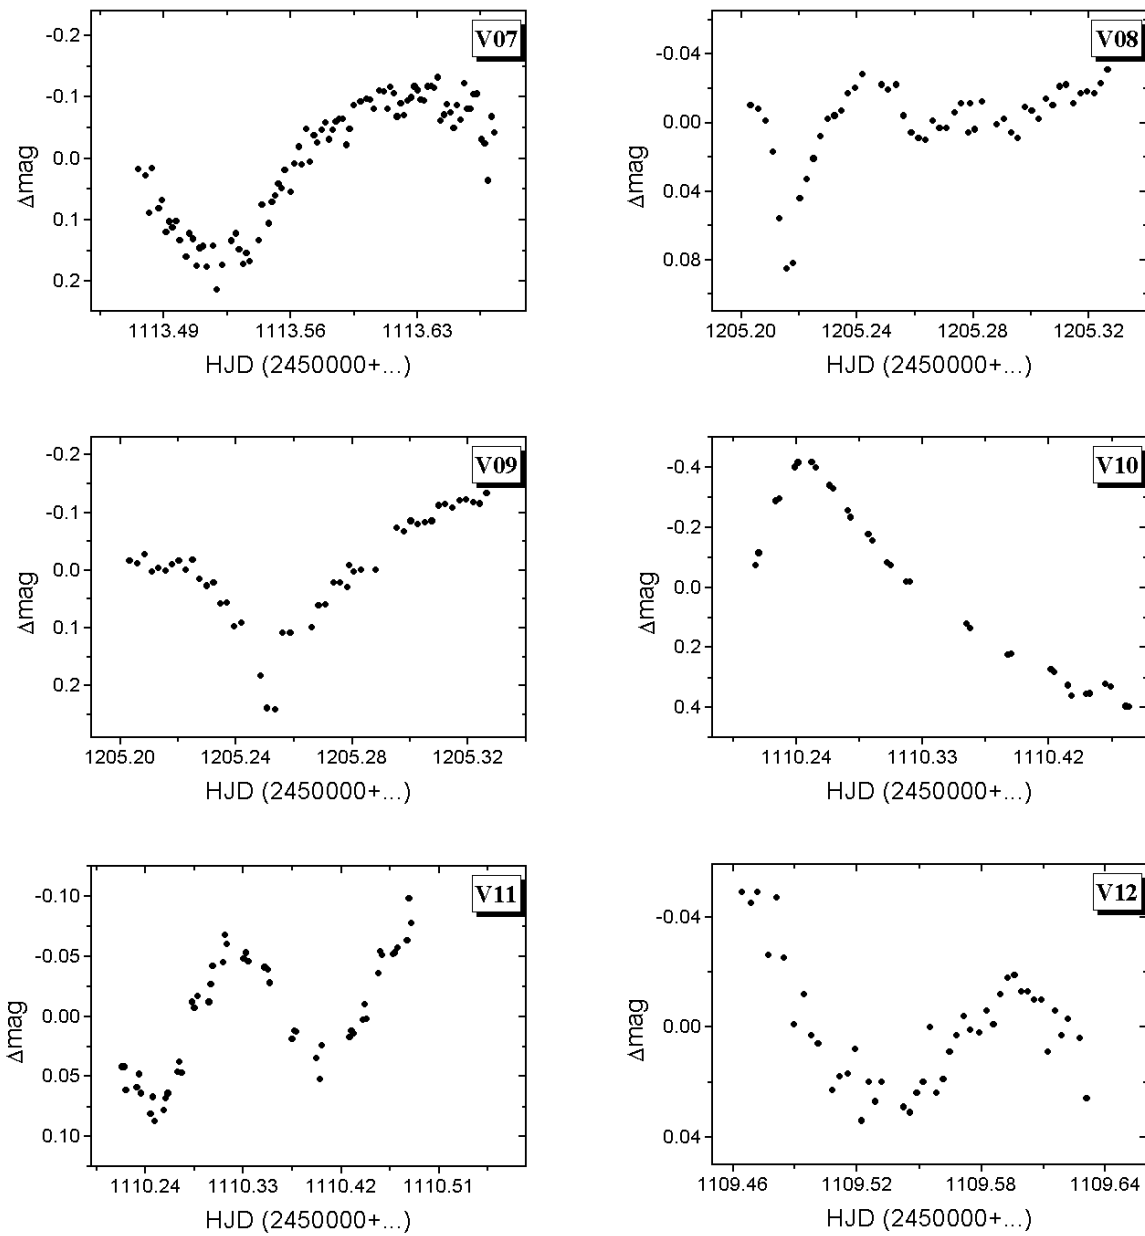 V07
-0.2
-0.1
0.0
0.1
0.2
Δmag
1113.49 1113.56 1113.63
HJD (2450000+...)
V08
-0.04
0.00
0.04
0.08
Δmag
1205.20 1205.24 1205.28 1205.32
HJD (2450000+...)
V09
-0.2
-0.1
0.0
0.1
0.2
Δmag
1205.20 1205.24 1205.28 1205.32
HJD (2450000+...)
V10
-0.4
-0.2
0.0
0.2
0.4
Δmag
1110.24 1110.33 1110.42
HJD (2450000+...)
V11
-0.10
-0.05
0.00
0.05
0.10
Δmag
1110.24 1110.33 1110.42 1110.51
HJD (2450000+...)
V12
-0.04
0.00
0.04
Δmag
1109.46 1109.52 1109.58 1109.64
HJD (2450000+...)